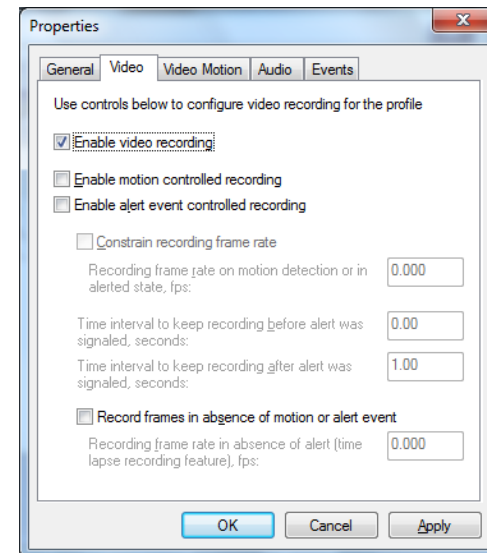 Properties
General Video Video Motion Audio Events
Use controls below to configure video recording for the profile
Enable video recording
Enable motion controlled recording
Enable alert event controlled recording
Constrain recording frame rate
Recording frame rate on motion detection or in 0.000
alerted state, fps:
Time interval to keep recording before alert was 0.00
signaled, seconds:
Time interval to keep recording after alert was 1.00
signaled, seconds:
Record frames in absence of motion or alert event
Recording frame rate in absence of alert (time 0.000
lapse recording feature), fps:
OK Cancel Apply